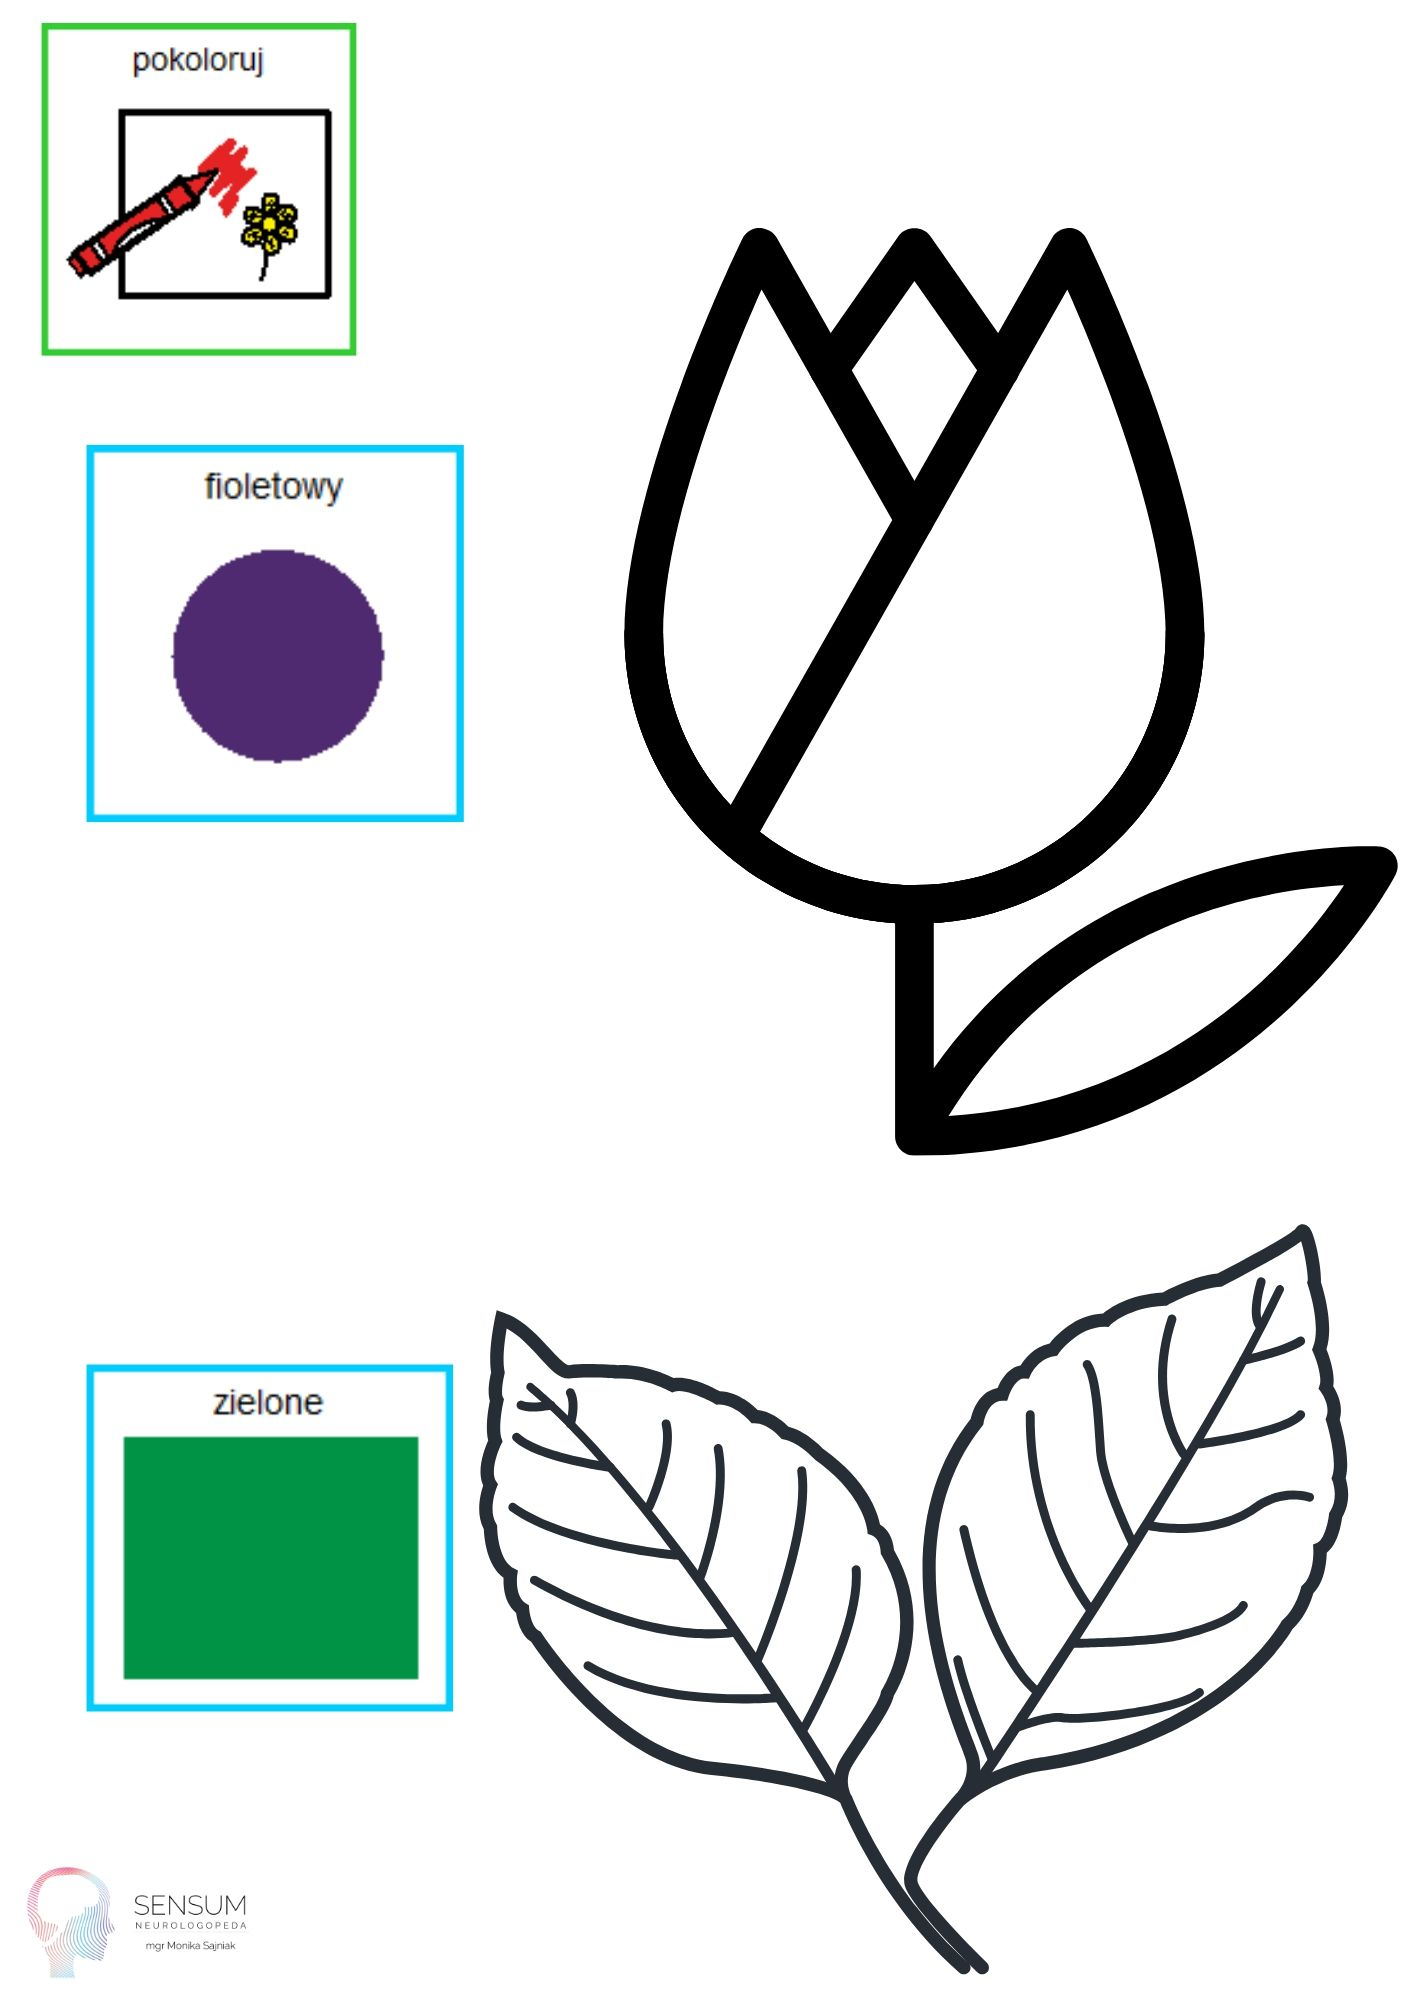 pokoloruj
fioletowy
zielone
SENSUM
NEUROLOGOPEDA
mgr Monika Sajniak